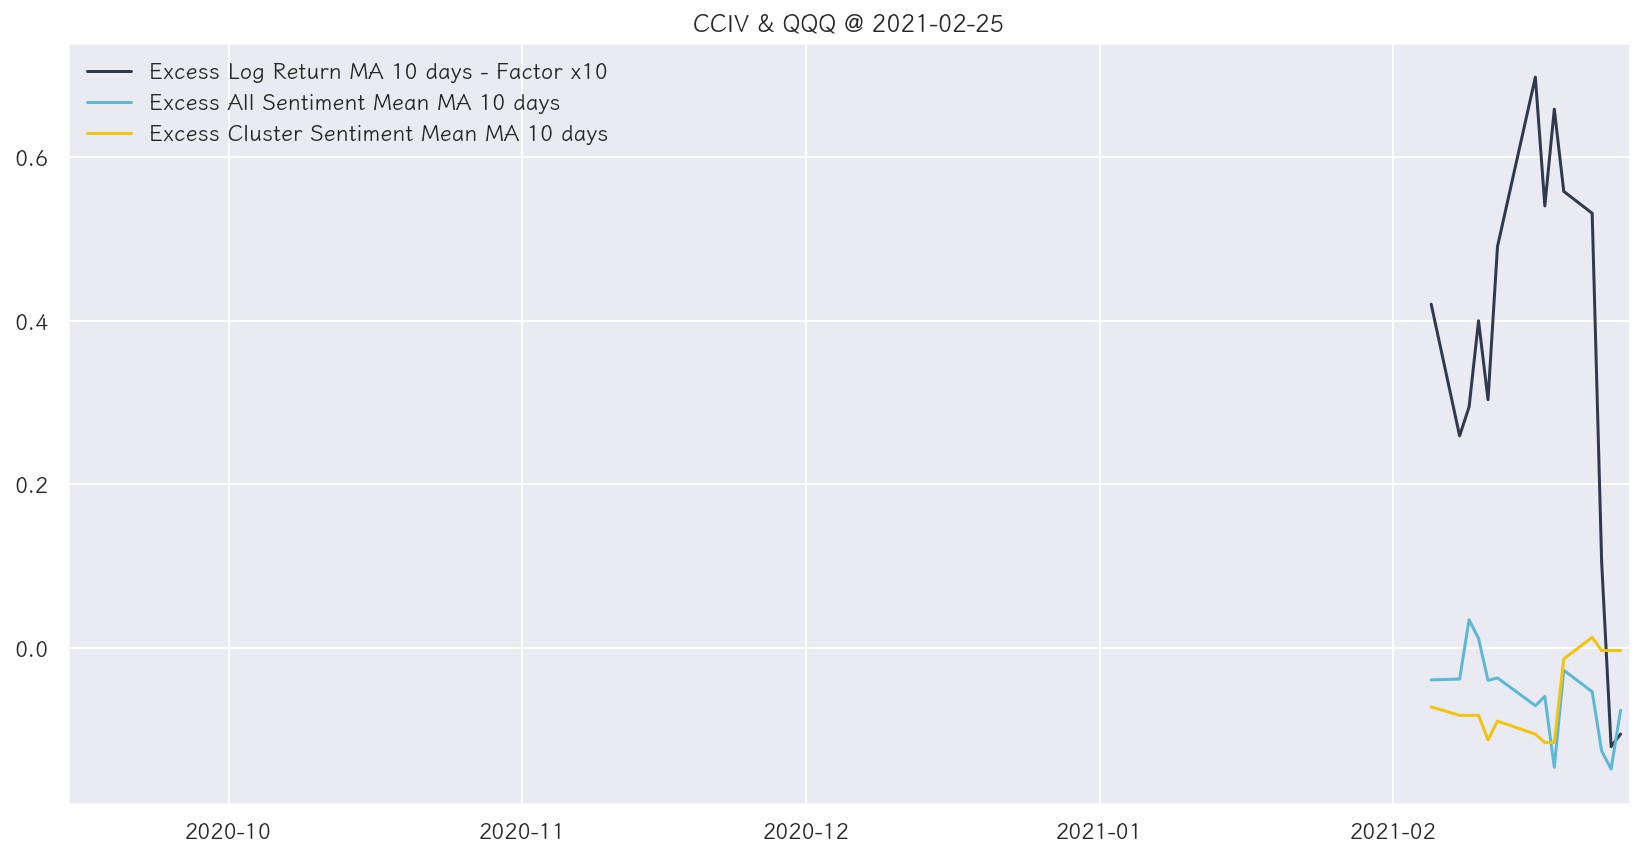 CCIV & QQQ @ 2021-02-25
Excess Log Return MA 10 days - Factor x10
Excess All Sentiment Mean MA 10 days
Excess Cluster Sentiment Mean MA 10 days
0.6
0.4
0.2
0.0
2020-10 2020-11 2020-12 2021-01 2021-02